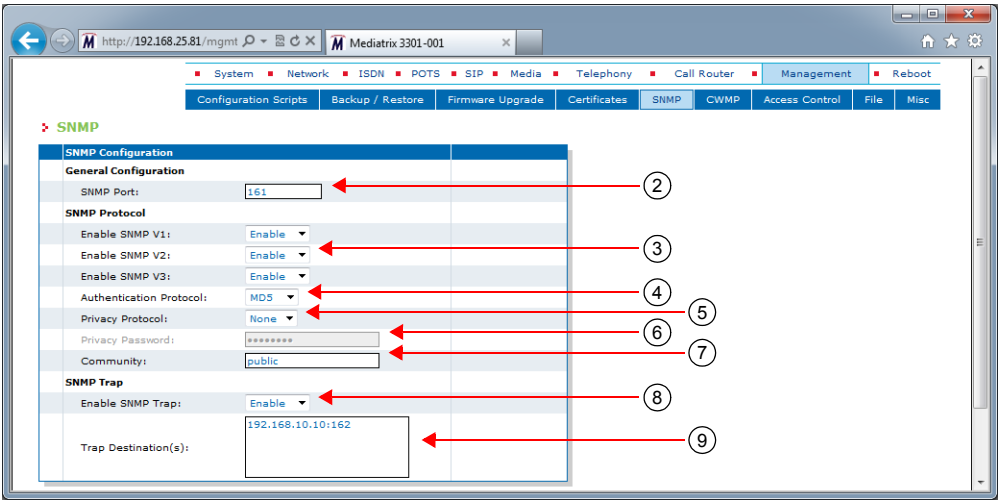 http://192.168.25.81/mgmt
Mediatrix 3301-001
System Network ISDN POTS SIP Media Telephony Call Router Management Reboot
Configuration Scripts Backup / Restore Firmware Upgrade Certificates SNMP CWMP Access Control File Misc
SNMP
SNMP Configuration
General Configuration
SNMP Port: 161 2
SNMP Protocol
Enable SNMP V1: Enable
Enable SNMP V2: Enable 3
Enable SNMP V3: Enable
Authentication Protocol: MD5 4
Privacy Protocol: None 5
Privacy Password: •••••••• 6
Community: public 7
SNMP Trap
Enable SNMP Trap: Enable 8
192.168.10.10:162
Trap Destination(s): 9